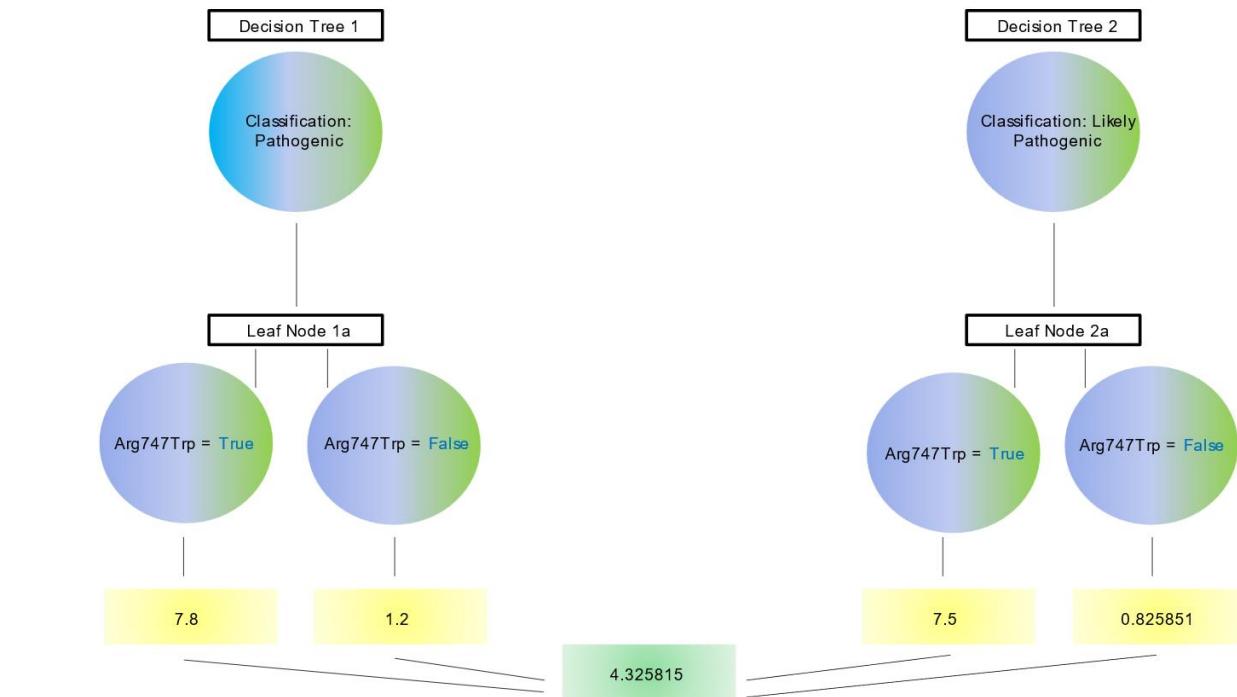 Decision Tree 1
Decision Tree 2
Classification:
Pathogenic
Classification: Likely
Pathogenic
Leaf Node 1a
Leaf Node 2a
Arg747Trp = True
Arg747Trp = False
Arg747Trp = True
Arg747Trp = False
7.8
1.2
7.5
0.825851
4.325815